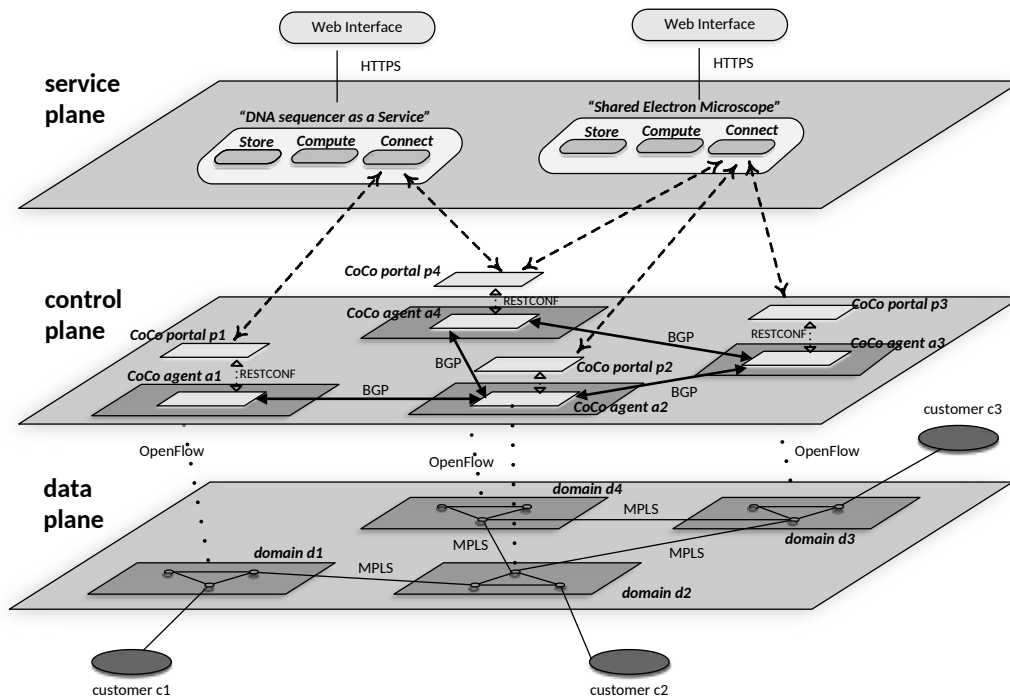 Web Interface
Web Interface
HTTPS
HTTPS
service
plane
“DNA sequencer as a Service”
“Shared Electron Microscope”
Store
Compute
Connect
Store
Compute
Connect
CoCo portal p4
control
plane
RESTCONF
CoCo portal p3
CoCo agent a4
CoCo portal p1
RESTCONF
BGP
CoCo agent a3
BGP
CoCo portal p2
CoCo agent a1
RESTCONF
BGP
BGP
CoCo agent a2
customer c3
OpenFlow
OpenFlow
OpenFlow
data
plane
domain d4
MPLS
domain d3
MPLS
MPLS
domain d1
MPLS
domain d2
customer c1
customer c2